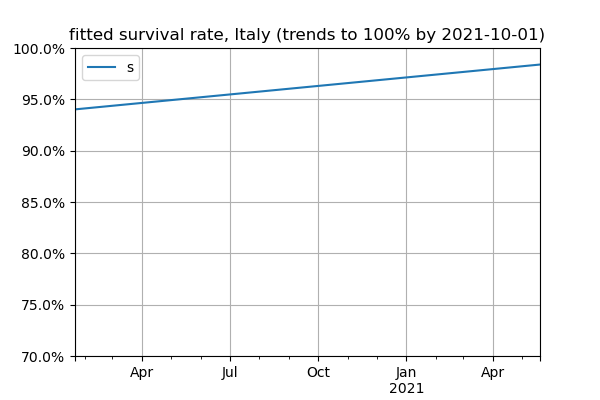 fitted survival rate, Italy (trends to 100% by 2021-10-01)
100.0%
s
95.0%
90.0%
85.0%
80.0%
75.0%
70.0%
Apr Jul Oct Jan Apr
2021